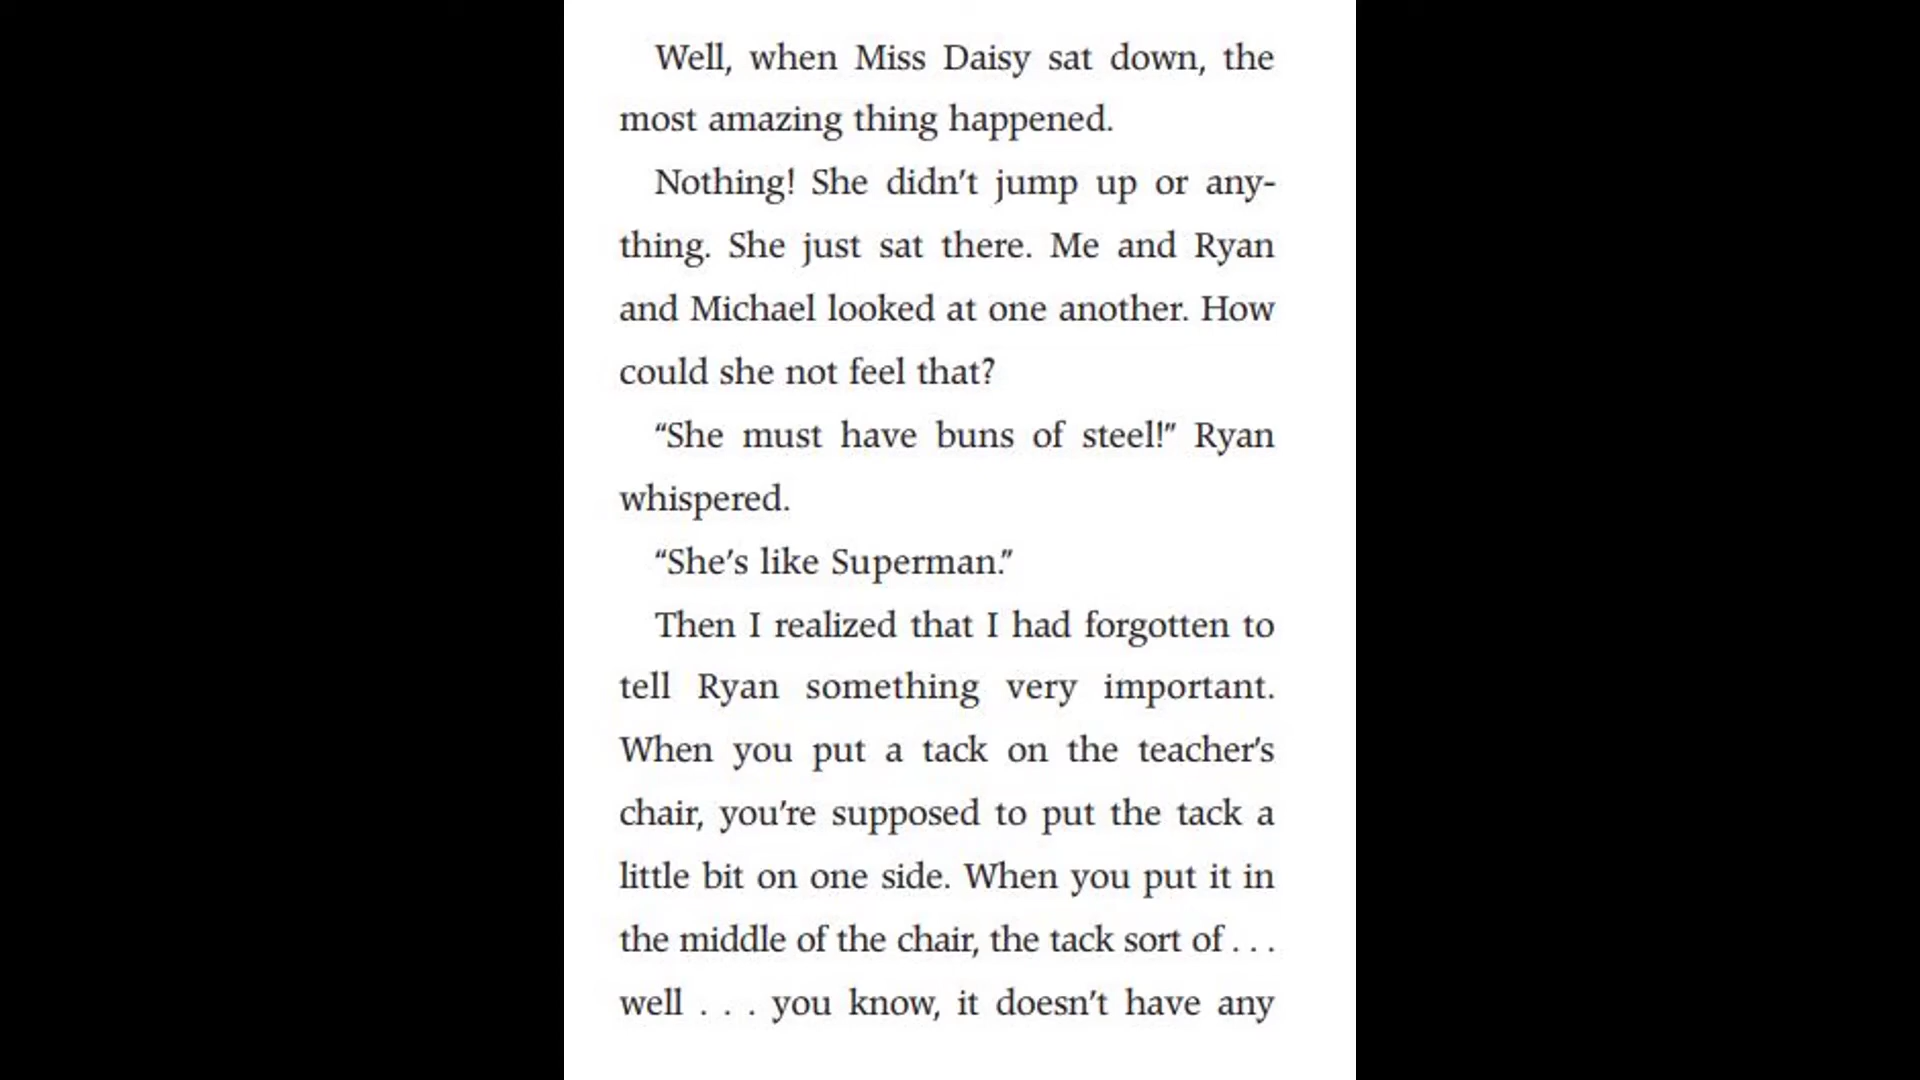 Well, when Miss Daisy sat down, the
most amazing thing happened.
Nothing! She didn’t jump up or any-
thing. She just sat there. Me and Ryan
and Michael looked at one another. How
could she not feel that?
“She must have buns of steel!” Ryan
whispered.
“She’s like Superman.”
Then I realized that I had forgotten to
tell Ryan something very important.
When you put a tack on the teacher’s
chair, you’re supposed to put the tack a
little bit on one side. When you put it in
the middle of the chair, the tack sort of . . .
well . . . you know, it doesn’t have any